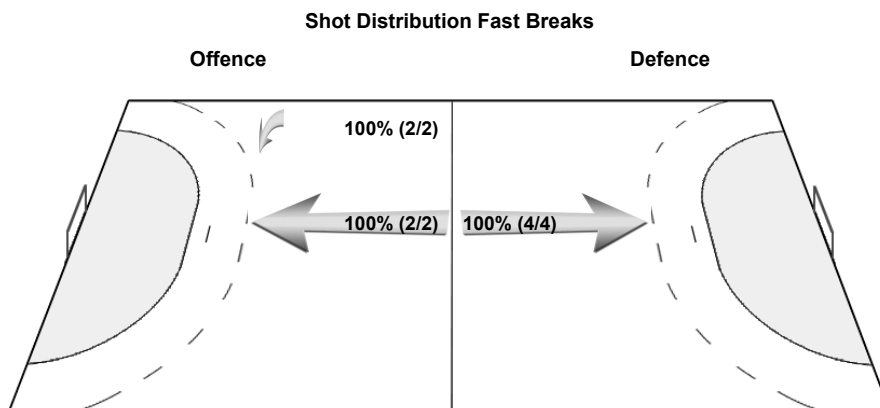 Shot Distribution Fast Breaks
Offence
Defence
100% (2/2)
100% (2/2)
100% (4/4)